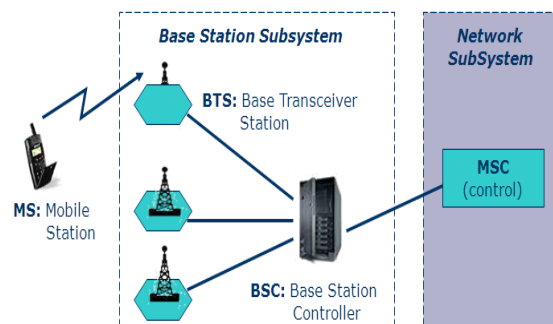 Base Station Subsystem
Network
SubSystem
BTS: Base Transceiver
Station
MSC
(control)
MS: Mobile
Station
BSC: Base Station
Controller